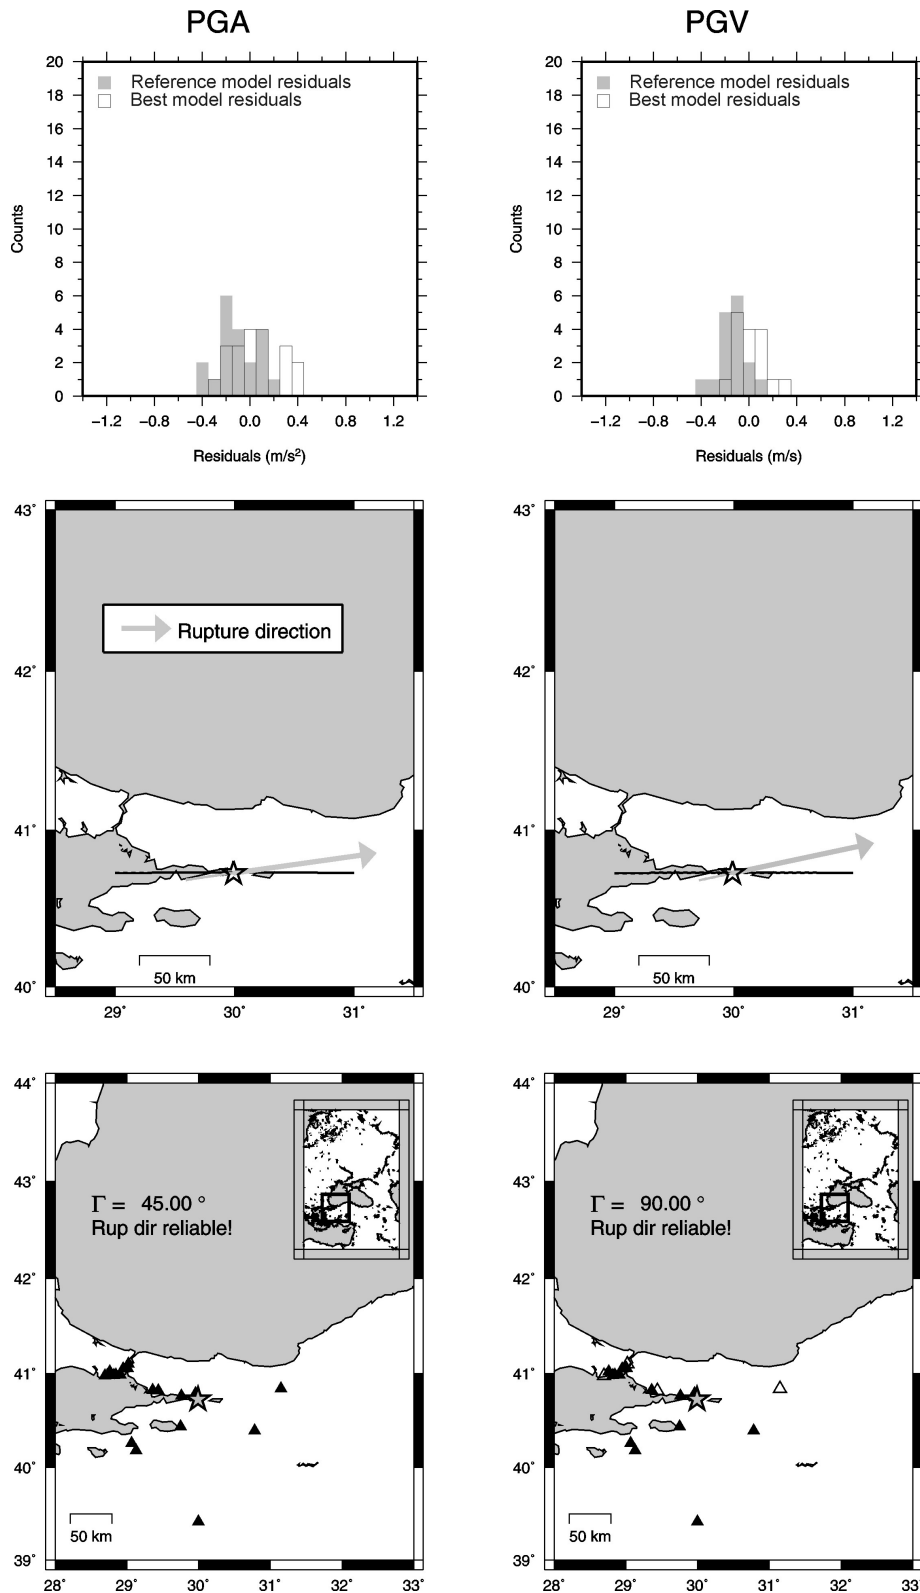 PGA PGV
20 20
Reference model residuals Reference model residuals
18 18
Best model residuals Best model residuals
16 16
14 14
12 12
Counts Counts
10 10
8 8
6 6
4 4
2 2
0 0
−1.2 −0.8 −0.4 0.0 0.4 0.8 1.2 −1.2 −0.8 −0.4 0.0 0.4 0.8 1.2
Residuals (m/s²) Residuals (m/s)
43° 43°
Rupture direction
42° 42°
41° 41°
50 km 50 km
40° 40°
29° 30° 31° 29° 30° 31°
44° 44°
43° 43°
Γ = 45.00 ° Γ = 90.00 °
Rup dir reliable! Rup dir reliable!
42° 42°
41° 41°
40° 40°
50 km 50 km
39° 39°
28° 29° 30° 31° 32° 33° 28° 29° 30° 31° 32° 33°